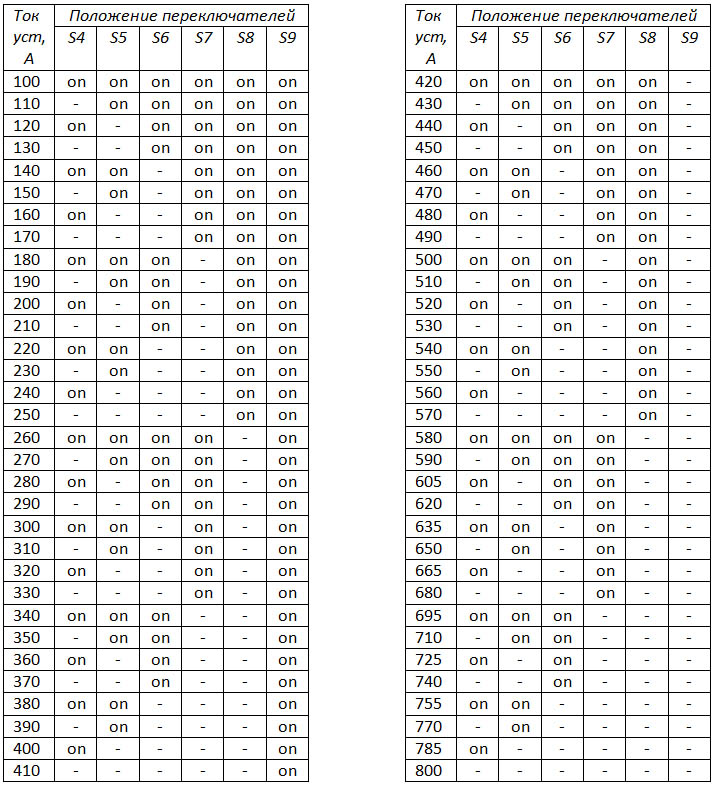 Ток уст, А Положение переключателей
S4 S5 S6 S7 S8 S9
100 on on on on on on
110 - on on on on on
120 on - on on on on
130 - - on on on on
140 on on - on on on
150 - on - on on on
160 on - - on on on
170 - - - on on on
180 on on on - on on
190 - on on - on on
200 on - on - on on
210 - - on - on on
220 on on - - on on
230 - on - - on on
240 on - - - on on
250 - - - - on on
260 on on on on - on
270 - on on on - on
280 on - on on - on
290 - - on on - on
300 on on - on - on
310 - on - on - on
320 on - - on - on
330 - - - on - on
340 on on on - - on
350 - on on - - on
360 on - on - - on
370 - - on - - on
380 on on - - - on
390 - on - - - on
400 on - - - - on
410 - - - - - on
Ток уст, А Положение переключателей
S4 S5 S6 S7 S8 S9
420 on on on on on -
430 - on on on on -
440 on - on on on -
450 - - on on on -
460 on on - on on -
470 - on - on on -
480 on - - on on -
490 - - - on on -
500 on on on - on -
510 - on on - on -
520 on - on - on -
530 - - on - on -
540 on on - - on -
550 - on - - on -
560 on - - - on -
570 - - - - on -
580 on on on on - -
590 - on on on - -
605 on - on on - -
620 - - on on - -
635 on on - on - -
650 - on - on - -
665 on - - on - -
680 - - - on - -
695 on on on - - -
710 - on on - - -
725 on - on - - -
740 - - on - - -
755 on on - - - -
770 - on - - - -
785 on - - - - -
800 - - - - - -